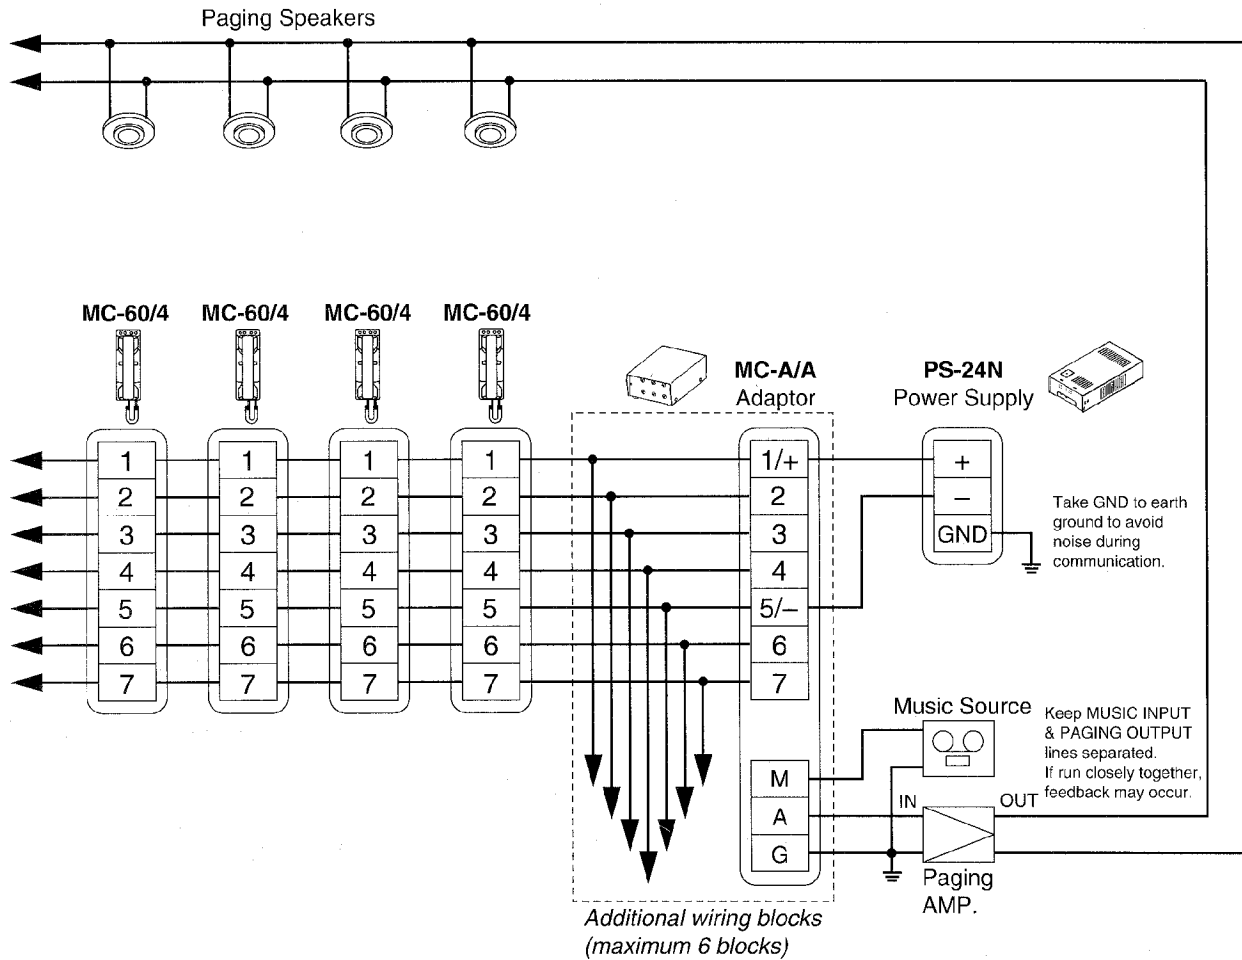 Paging Speakers
MC-60/4 MC-60/4 MC-60/4 MC-60/4
MC-A/A
Adaptor
PS-24N
Power Supply
1 1 1 1 1/+ +
2 2 2 2 2 –
3 3 3 3 3 GND
4 4 4 4 4
5 5 5 5 5/–
6 6 6 6 6
7 7 7 7 7
Take GND to earth
ground to avoid
noise during
communication.
Music Source
Keep MUSIC INPUT
& PAGING OUTPUT
lines separated.
If run closely together,
feedback may occur.
M
A
G
IN
OUT
Paging
AMP.
Additional wiring blocks
(maximum 6 blocks)